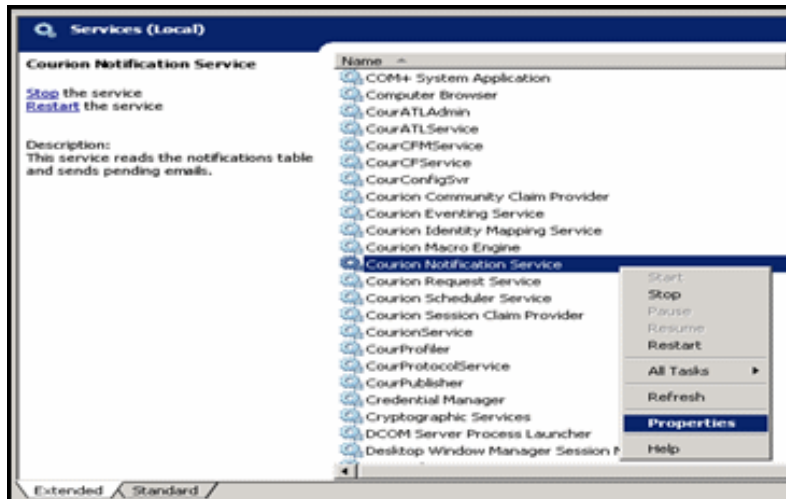 Services (Local)
Courion Notification Service
Stop the service
Restart the service
Description:
This service reads the notifications table
and sends pending emails.
Name
COM+ System Application
Computer Browser
CourATLAdmin
CourATLService
CourCFMService
CourCFService
CourConfigSvr
Courion Community Claim Provider
Courion Eventing Service
Courion Identity Mapping Service
Courion Macro Engine
Courion Notification Service
Courion Request Service
Courion Scheduler Service
Courion Session Claim Provider
CourionService
CourProfiler
CourProtocolService
CourPublisher
Credential Manager
Cryptographic Services
DCOM Server Process Launcher
Desktop Window Manager Session M
Start
Stop
Pause
Resume
Restart
All Tasks
Refresh
Properties
Help
Extended
Standard